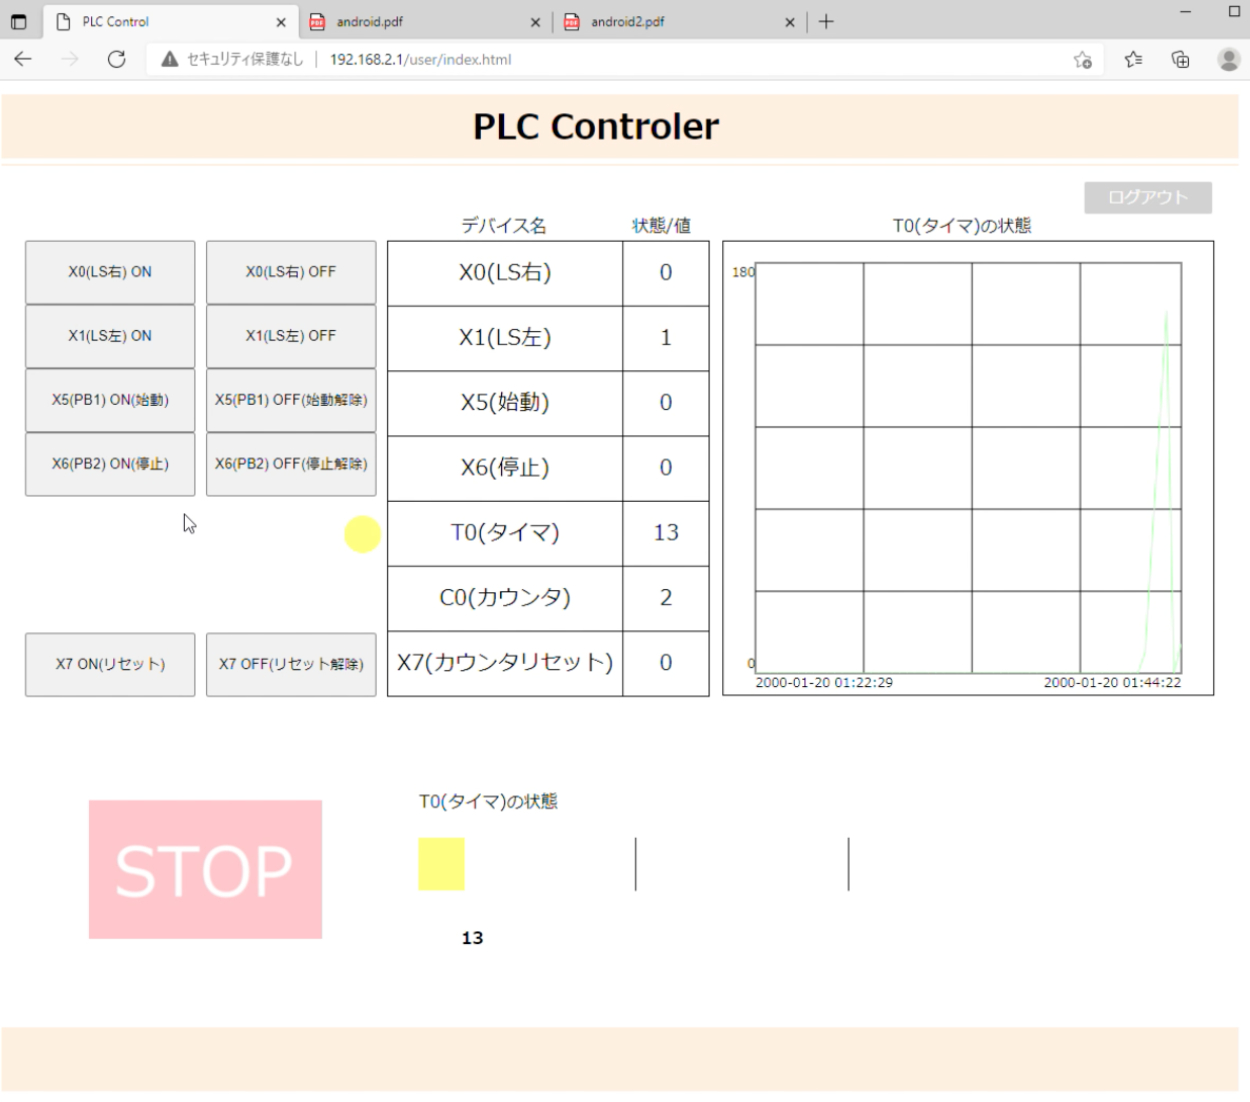 PLC Control
android.pdf
android2.pdf
セキュリティ保護なし | 192.168.2.1/user/index.html
PLC Controler
ログアウト
デバイス名 状態/値
T0(タイマ)の状態
X0(LS右) ON X0(LS右) OFF
X1(LS左) ON X1(LS左) OFF
X5(PB1) ON(始動) X5(PB1) OFF(始動解除)
X6(PB2) ON(停止) X6(PB2) OFF(停止解除)
X7 ON(リセット) X7 OFF(リセット解除)
X0(LS右) 0
X1(LS左) 1
X5(始動) 0
X6(停止) 0
T0(タイマ) 13
C0(カウンタ) 2
X7(カウンタリセット) 0
180
0
2000-01-20 01:22:29 2000-01-20 01:44:22
STOP
T0(タイマ)の状態
13